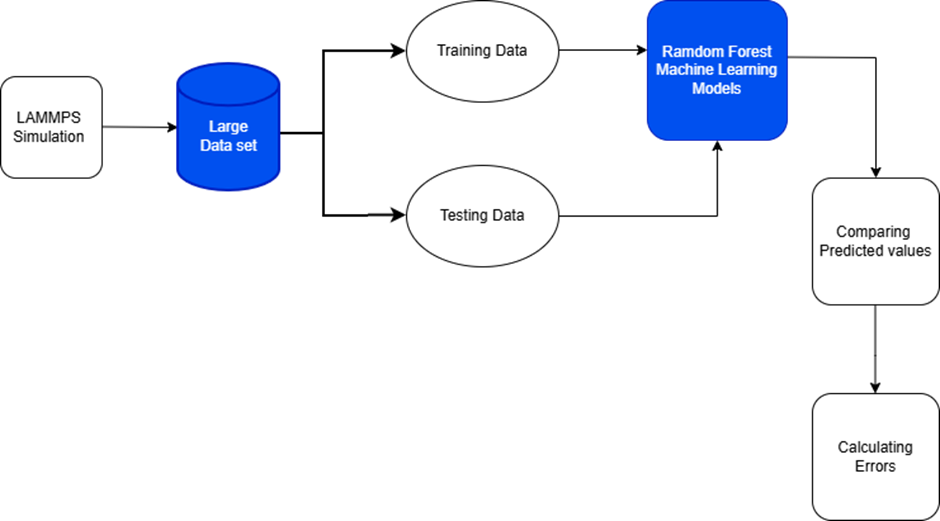 LAMMPS
Simulation
Large
Data set
Training Data
Testing Data
Ramdom Forest
Machine Learning
Models
Comparing
Predicted values
Calculating
Errors